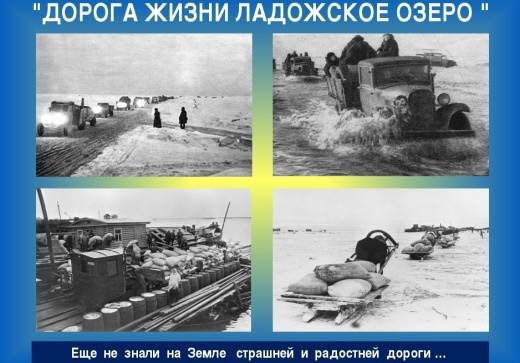 "ДОРОГА ЖИЗНИ ЛАДОЖСКОЕ ОЗЕРО "
Еще не знали на Земле страшней и радостней дороги ...